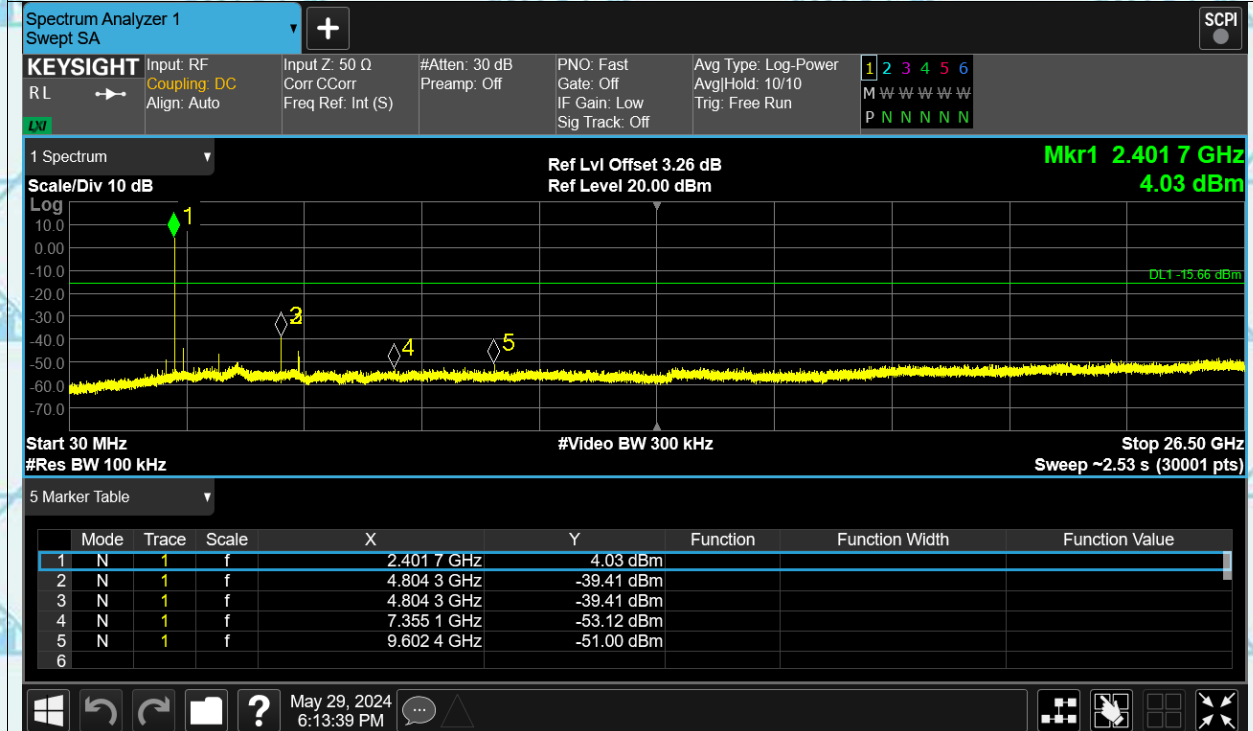 Spectrum Analyzer 1
Swept SA
SCPI
KEYSIGHT
RL
LXI
Input: RF
Coupling: DC
Align: Auto
Input Z: 50 Ω
Corr CCorr
Freq Ref: Int (S)
#Atten: 30 dB
Preamp: Off
PNO: Fast
Gate: Off
IF Gain: Low
Sig Track: Off
Avg Type: Log-Power
Avg|Hold: 10/10
Trig: Free Run
1 2 3 4 5 6
M W W W W W
P N N N N N
1 Spectrum
Scale/Div 10 dB
Ref Lvl Offset 3.26 dB
Ref Level 20.00 dBm
Mkr1 2.401 7 GHz
4.03 dBm
Log
10.0
0.00
-10.0
-20.0
-30.0
-40.0
-50.0
-60.0
-70.0
1
4
5
DL1 -15.66 dBm
Start 30 MHz
#Video BW 300 kHz
Stop 26.50 GHz
#Res BW 100 kHz
Sweep ~2.53 s (30001 pts)
5 Marker Table
Mode Trace Scale X Y Function Function Width Function Value
1 N 1 f 2.401 7 GHz 4.03 dBm
2 N 1 f 4.804 3 GHz -39.41 dBm
3 N 1 f 4.804 3 GHz -39.41 dBm
4 N 1 f 7.355 1 GHz -53.12 dBm
5 N 1 f 9.602 4 GHz -51.00 dBm
6
?
May 29, 2024
6:13:39 PM